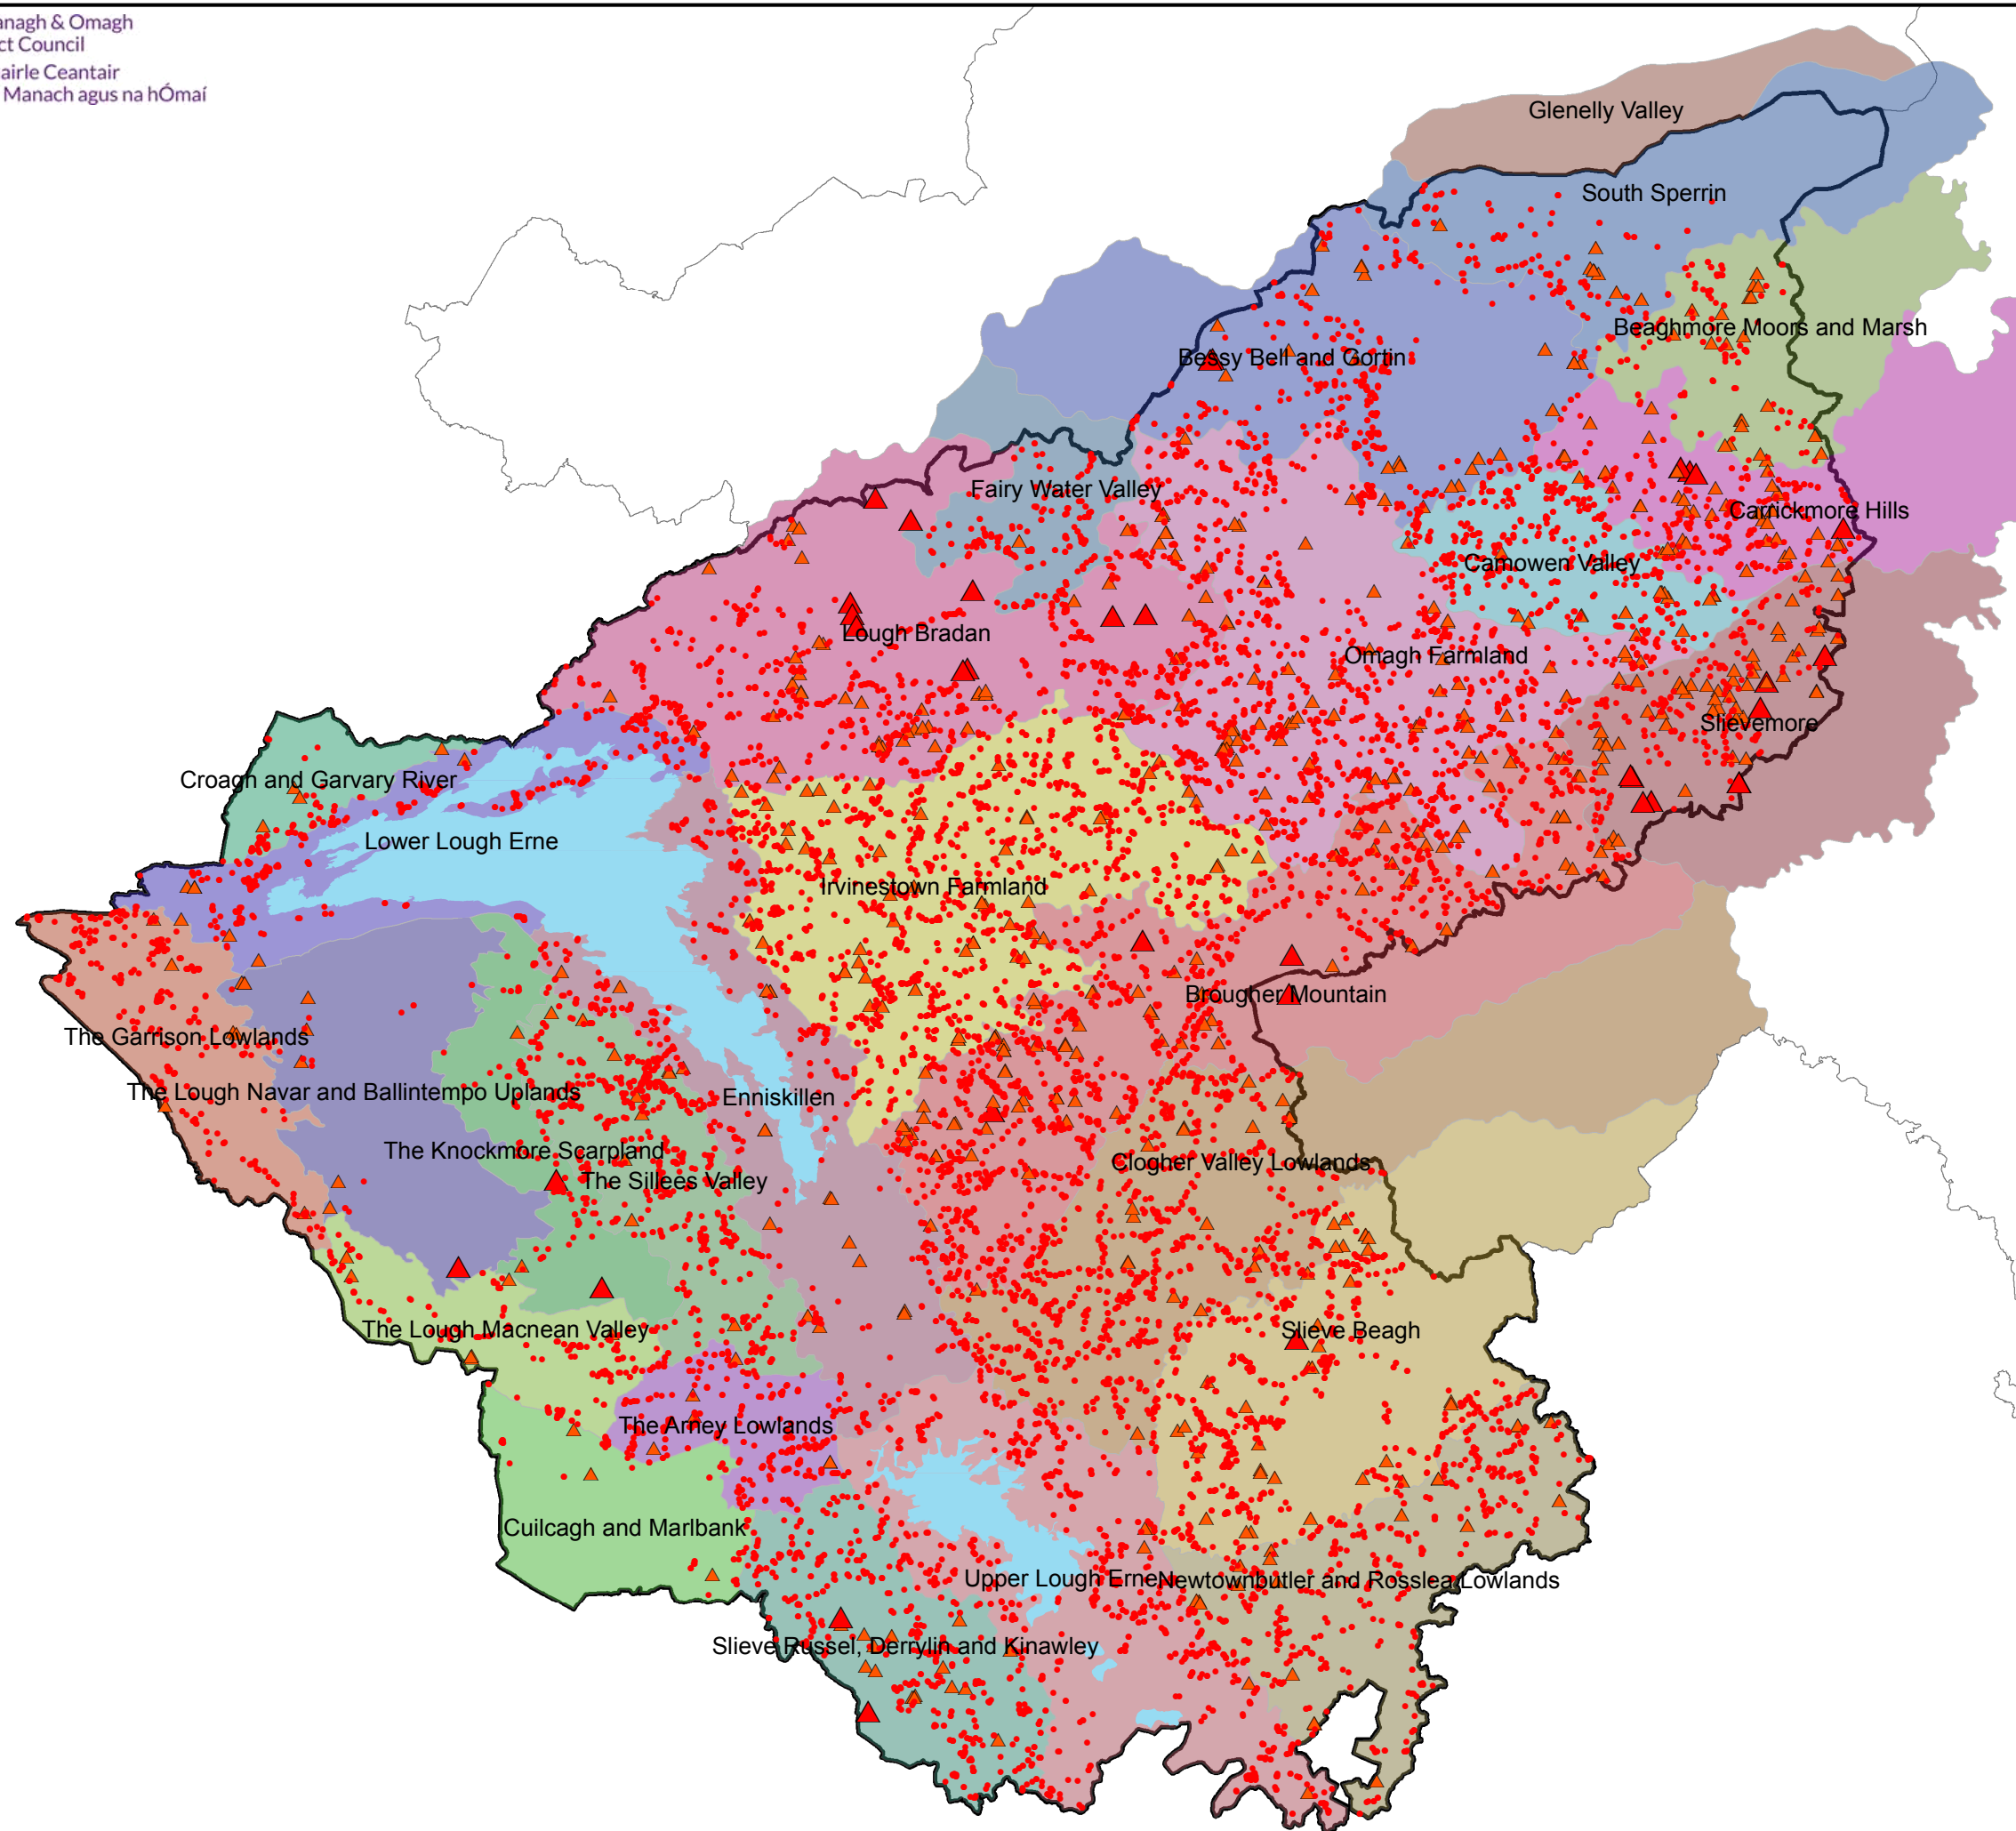 anagh & Omagh
ct Council
airle Ceantair
Manach agus na hÓmaí
Glenelly Valley
South Sperrin
Beaghmore Moors and Marsh
Bessy Bell and Gortin
Fairy Water Valley
Carrickmore Hills
Camowen Valley
Lough Bradan
Omagh Farmland
Slievemore
Croagh and Garvary River
Lower Lough Erne
Irvinestown Farmland
Brougher Mountain
The Garrison Lowlands
The Lough Navar and Ballintempo Uplands
Enniskillen
The Knockmore Scarpland
Clogher Valley Lowlands
The Sillees Valley
The Lough Macnean Valley
Slieve Beagh
The Arney Lowlands
Cuilcagh and Marlbank
Upper Lough Erne
Newtownbutler and Rosslea Lowlands
Slieve Russel, Derrylin and Kinawley